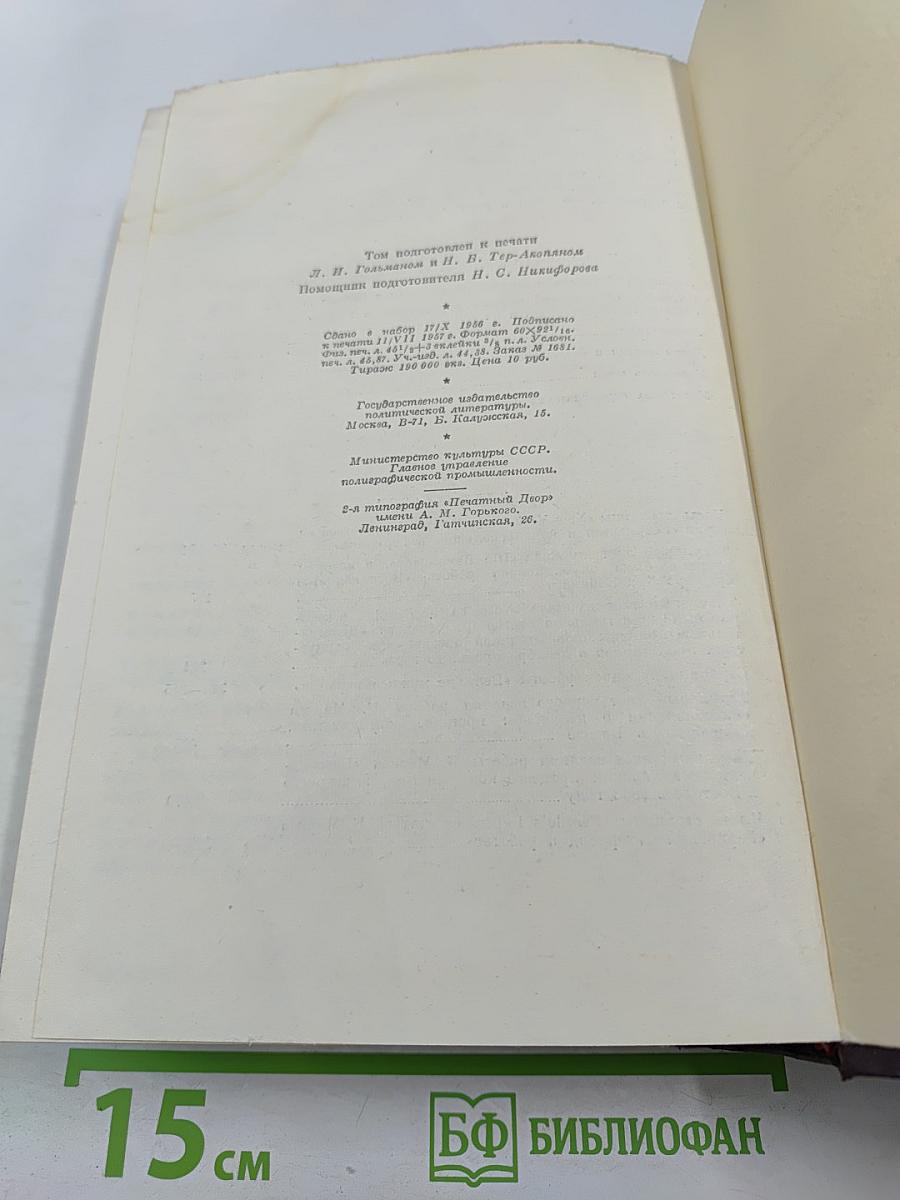 Том подготовлен к печати
Л. И. Гольманом и Н. Б. Тер-Акопяном
Помощник подготовителя Н. С. Никифорова
*
Сдано в набор 17/X 1956 г. Подписано
к печати 11/VII 1957 г. Формат 60×92¹/₁₆.
Физ. печ. л. 45¹/₂+3 вклейки ³/₈ п. л. Условн.
печ. л. 45,87. Уч.-изд. л. 44,38. Заказ № 1681.
Тираж 190 000 экз. Цена 10 руб.
*
Государственное издательство
политической литературы.
Москва, В-71, Б. Калужская, 15.
*
Министерство культуры СССР.
Главное управление
полиграфической промышленности.
2-я типография «Печатный Двор»
имени А. М. Горького.
Ленинград, Гатчинская, 26.
15 см
БФ БИБЛИОФАН